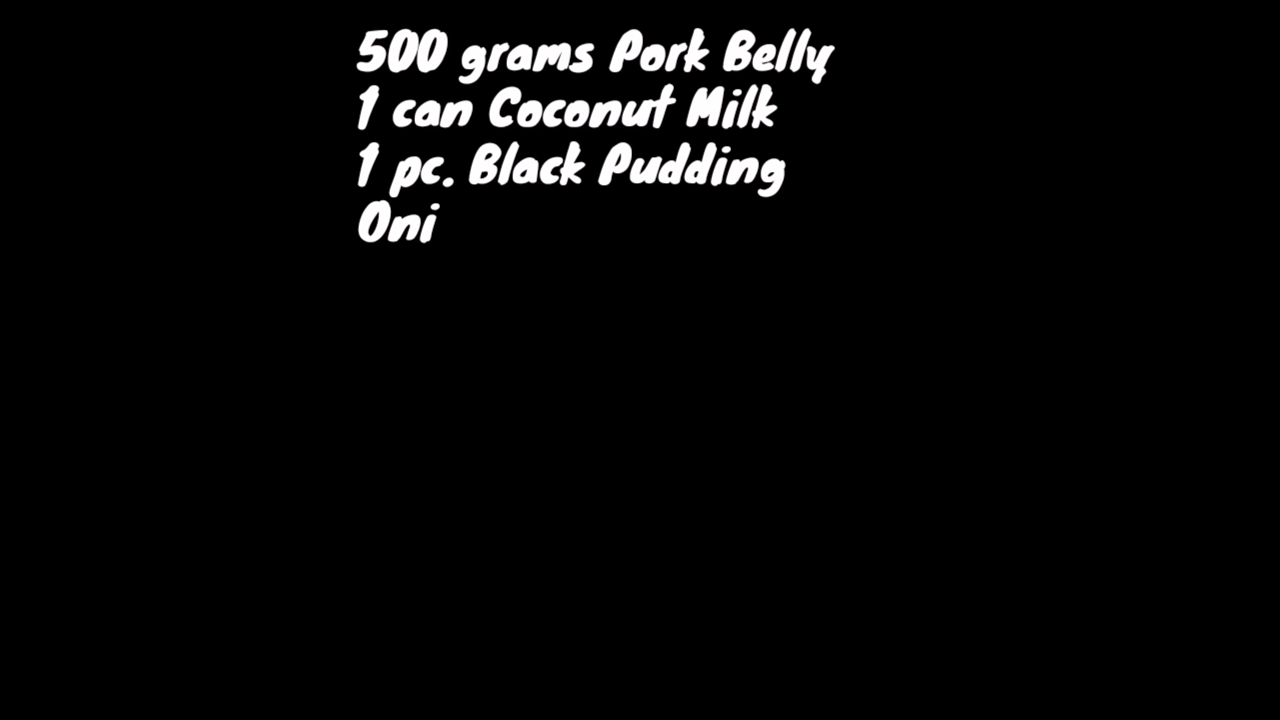 500 grams Pork Belly
1 can Coconut Milk
1 pc. Black Pudding
Oni